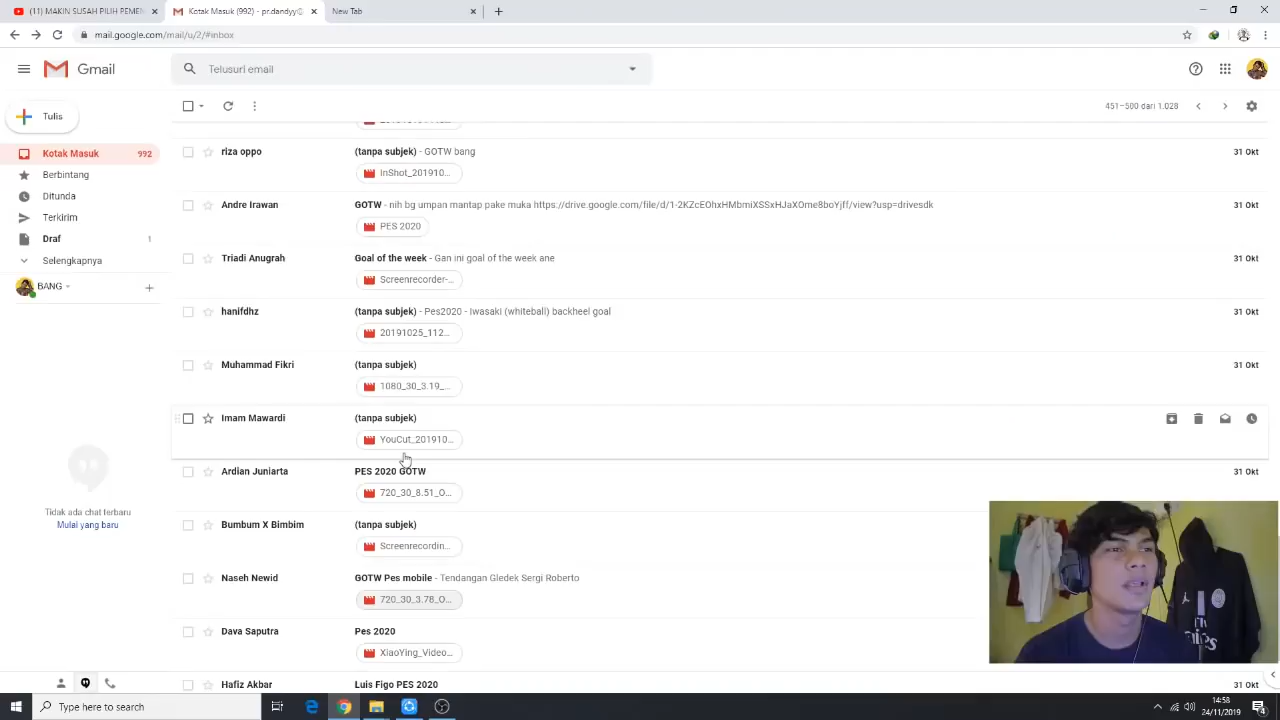 (11) MAKIN SUSAH PILIH PEMEN
Kotak Masuk (992) - pr.dandyy@
New Tab
mail.google.com/mail/u/2/#inbox
Gmail
Telusuri email
Tulis
451–500 dari 1.028
Kotak Masuk 992
Berbintang
Ditunda
Terkirim
Draf 1
Selengkapnya
BANG
Tidak ada chat terbaru
Mulai yang baru
riza oppo (tanpa subjek) - GOTW bang 31 Okt
InShot_201910...
Andre Irawan GOTW - nih bg umpan mantap pake muka https://drive.google.com/file/d/1-2KZcEOhxHMbmiXSSxHJaXOme8boYjff/view?usp=drivesdk 31 Okt
PES 2020
Triadi Anugrah Goal of the week - Gan ini goal of the week ane 31 Okt
Screenrecorder-...
hanifdhz (tanpa subjek) - Pes2020 - iwasaki (whiteball) backheel goal 31 Okt
20191025_112...
Muhammad Fikri (tanpa subjek) 31 Okt
1080_30_3.19_...
Imam Mawardi (tanpa subjek)
YouCut_201910...
Ardian Juniarta PES 2020 GOTW 31 Okt
720_30_8.51_O...
Bumbum X Bimbim (tanpa subjek)
Screenrecordin...
Naseh Newid GOTW Pes mobile - Tendangan Gledek Sergi Roberto
720_30_3.78_O...
Dava Saputra Pes 2020
XiaoYing_Video...
Hafiz Akbar Luis Figo PES 2020 31 Okt
Type here to search
14:58
24/11/2019
4